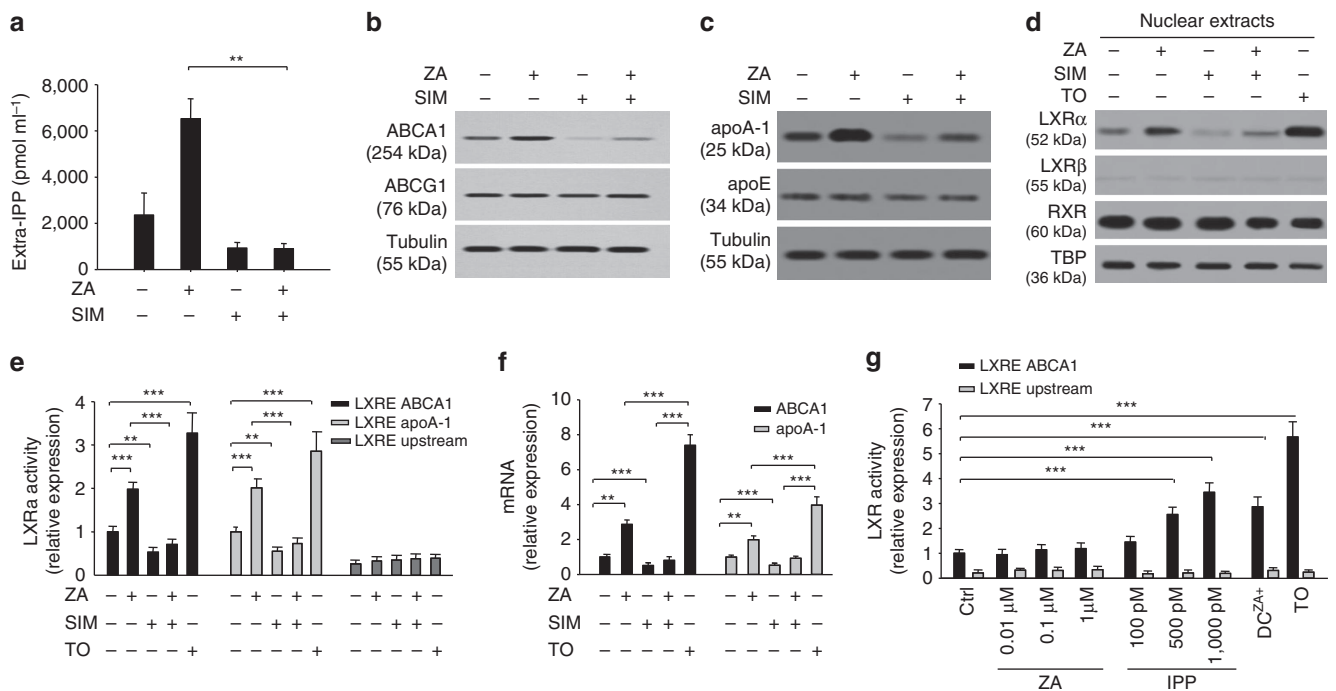 a
**
8,000
6,000
4,000
2,000
0
Extra-IPP (pmol ml⁻¹)
ZA – + – +
SIM – – + +
b
ZA – + – +
SIM – – + +
ABCA1
(254 kDa)
ABCG1
(76 kDa)
Tubulin
(55 kDa)
c
ZA – + – +
SIM – – + +
apoA-1
(25 kDa)
apoE
(34 kDa)
Tubulin
(55 kDa)
d
Nuclear extracts
ZA – + – + –
SIM – – + + –
TO – – – – +
LXRα
(52 kDa)
LXRβ
(55 kDa)
RXR
(60 kDa)
TBP
(36 kDa)
e
LXRE ABCA1
LXRE apoA-1
LXRE upstream
*** ***
*** ***
** **
*** ***
4
3
2
1
0
LXRa activity
(relative expression)
ZA – + – + – – + – + – – + – + –
SIM – – + + – – – + + – – – + + –
TO – – – – + – – – – + – – – – +
f
ABCA1
apoA-1
***
***
*** ***
*** ***
** **
10
8
6
4
2
0
mRNA
(relative expression)
ZA – + – + – – + – + –
SIM – – + + – – – + + –
TO – – – – + – – – – +
g
LXRE ABCA1
LXRE upstream
***
***
***
***
7
6
5
4
3
2
1
0
LXR activity
(relative expression)
Ctrl
0.01 µM
0.1 µM
1µM
100 pM
500 pM
1,000 pM
DC^ZA+
TO
ZA IPP